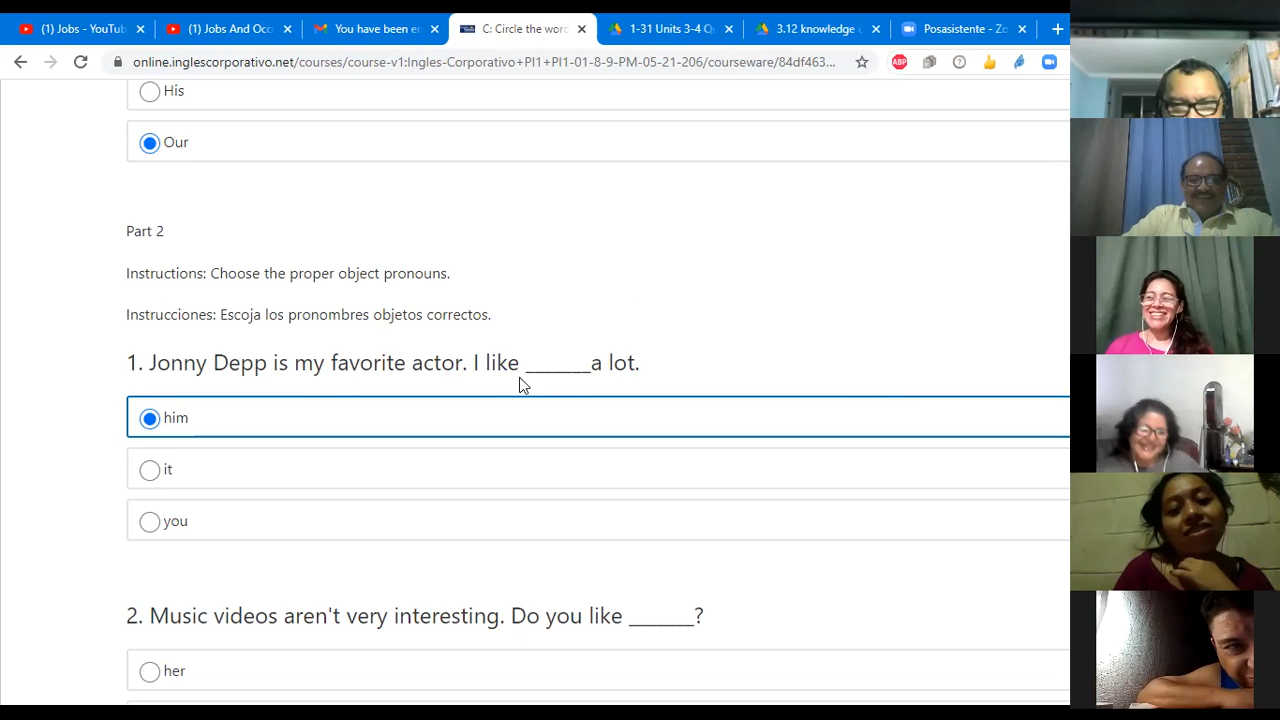 (1) Jobs - YouTub
(1) Jobs And Occ
You have been e
C: Circle the wor
1-31 Units 3-4 Q
3.12 knowledge
Posasistente - Zo
online.inglescorporativo.net/courses/course-v1:Ingles-Corporativo+PI1+PI1-01-8-9-PM-05-21-206/courseware/84df463...
ABP
His
Our
Part 2
Instructions: Choose the proper object pronouns.
Instrucciones: Escoja los pronombres objetos correctos.
1. Jonny Depp is my favorite actor. I like _______a lot.
him
it
you
2. Music videos aren't very interesting. Do you like _______?
her